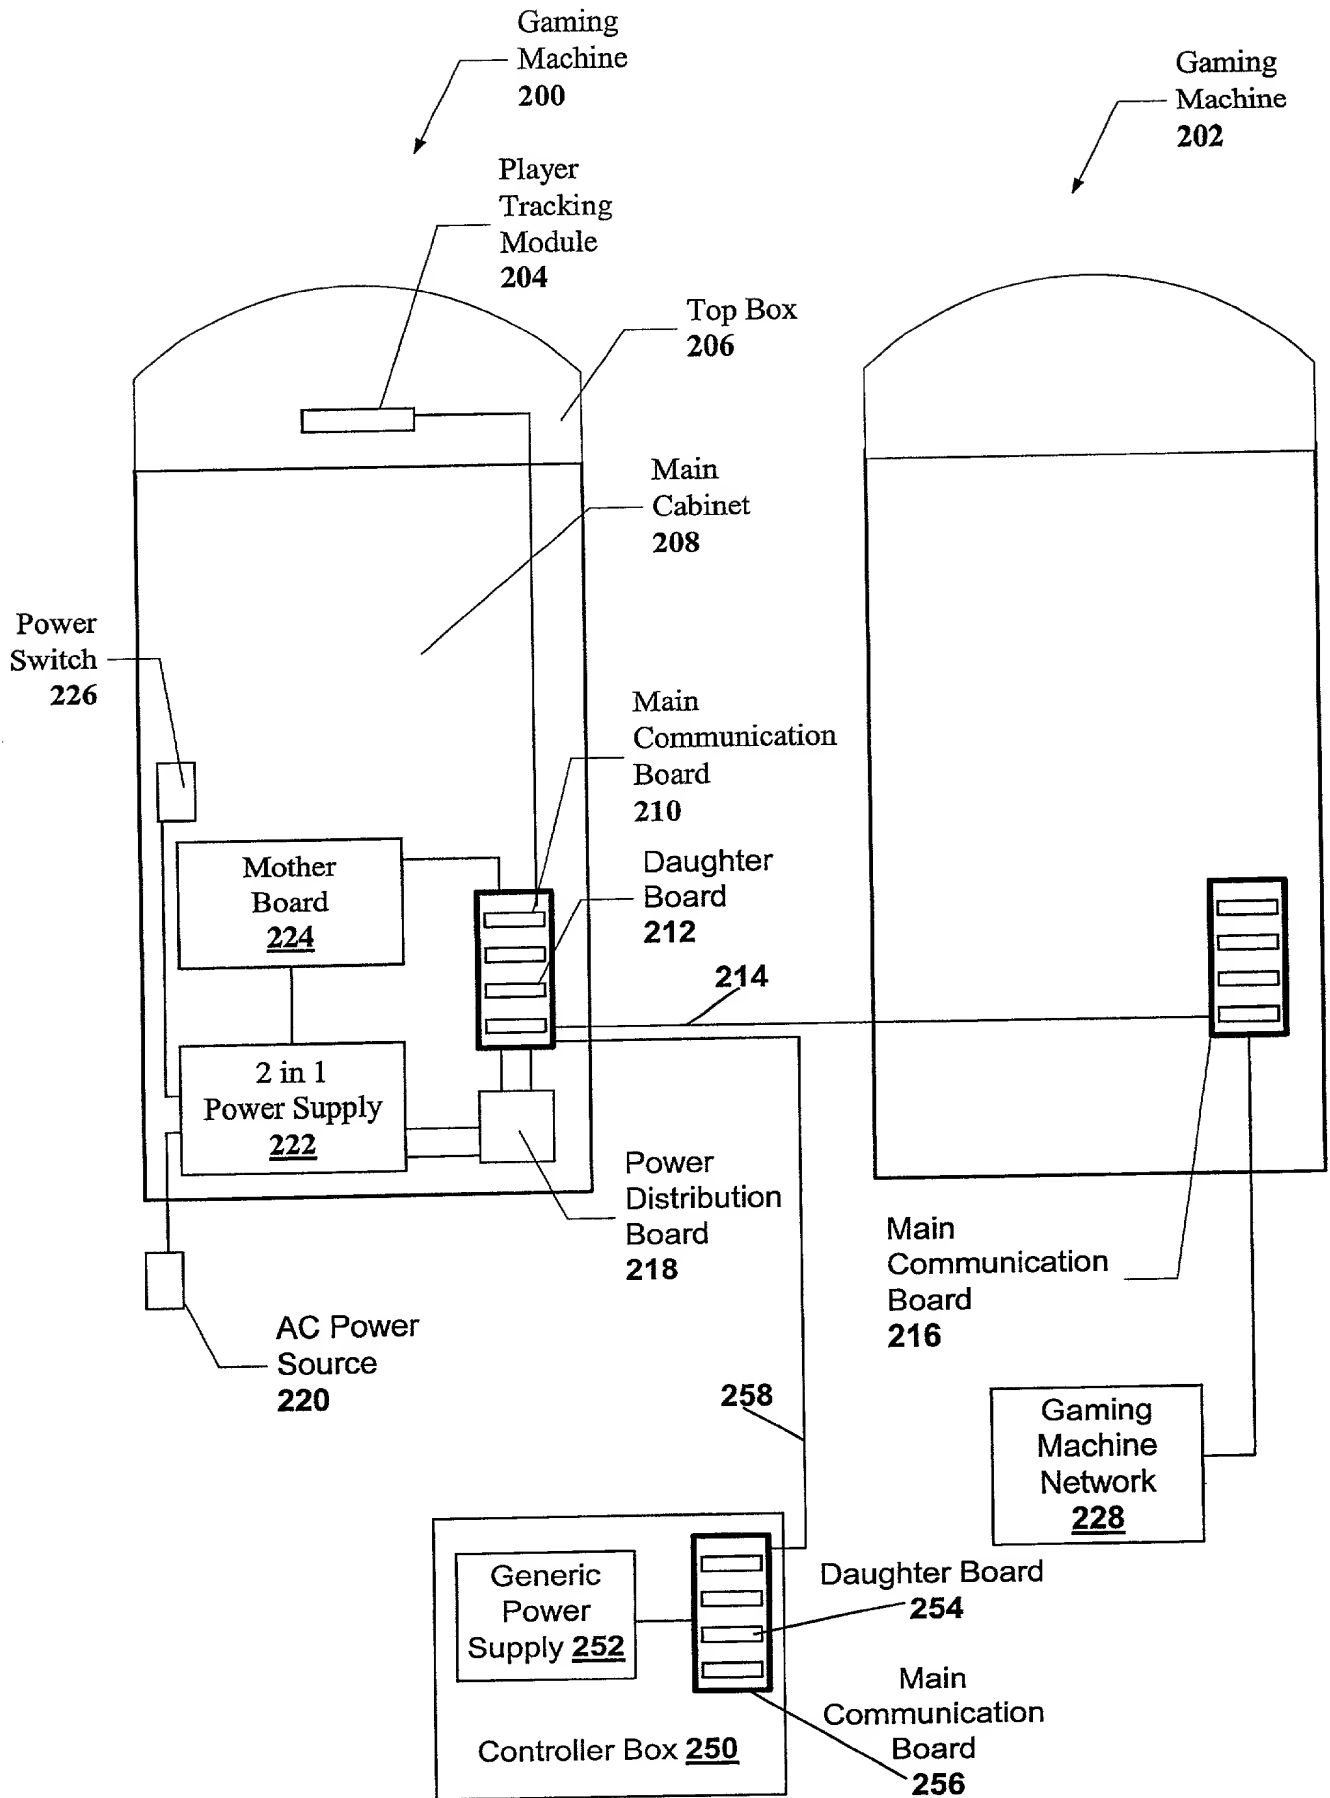 Gaming
Machine
200
Gaming
Machine
202
Player
Tracking
Module
204
Top Box
206
Main
Cabinet
208
Power
Switch
226
Main
Communication
Board
210
Mother
Board
224
Daughter
Board
212
214
2 in 1
Power Supply
222
Power
Distribution
Board
218
Main
Communication
Board
216
AC Power
Source
220
258
Gaming
Machine
Network
228
Generic
Power
Supply 252
Daughter Board
254
Main
Communication
Board
256
Controller Box 250